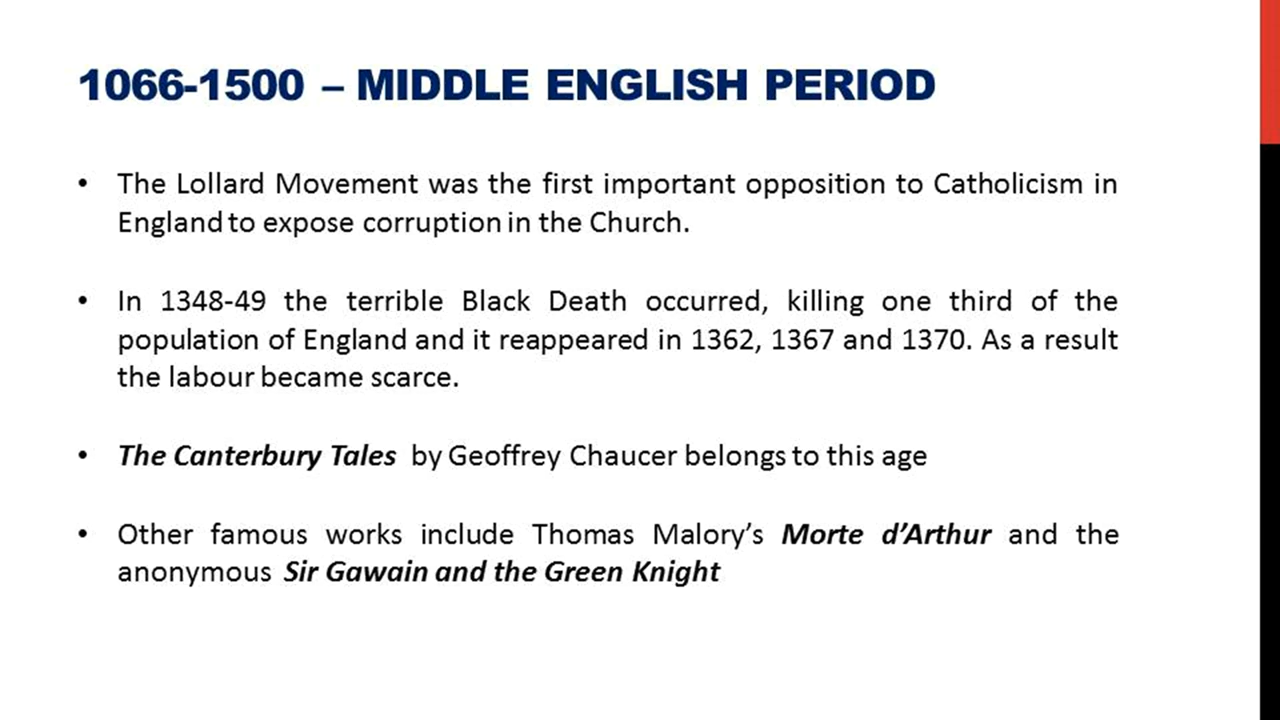 1066-1500 – MIDDLE ENGLISH PERIOD
• The Lollard Movement was the first important opposition to Catholicism in
England to expose corruption in the Church.
• In 1348-49 the terrible Black Death occurred, killing one third of the
population of England and it reappeared in 1362, 1367 and 1370. As a result
the labour became scarce.
• The Canterbury Tales by Geoffrey Chaucer belongs to this age
• Other famous works include Thomas Malory’s Morte d’Arthur and the
anonymous Sir Gawain and the Green Knight